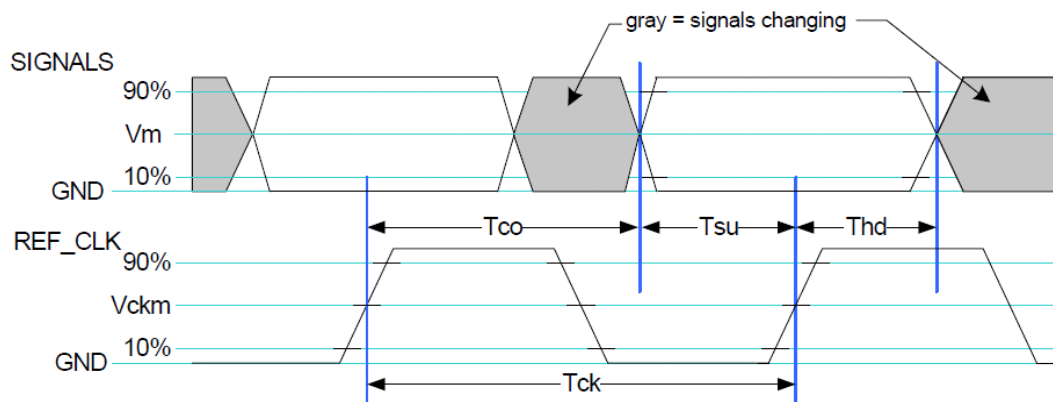 gray = signals changing
SIGNALS
90%
Vm
10%
GND
Tco
Tsu
Thd
REF_CLK
90%
Vckm
10%
GND
Tck